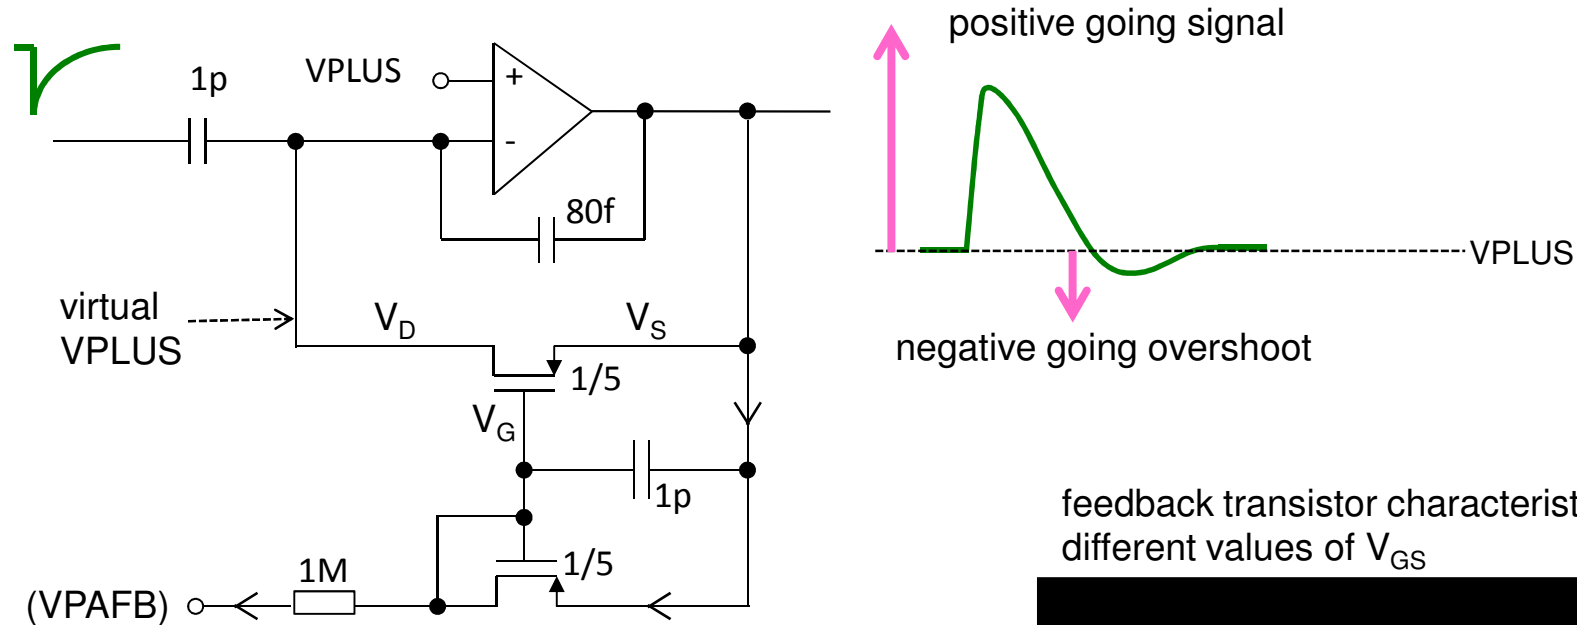 positive going signal
1p
VPLUS
+
-
80f
VPLUS
virtual
VPLUS
VD
VS
negative going overshoot
1/5
VG
1p
feedback transistor characterist
different values of VGS
1/5
1M
(VPAFB)